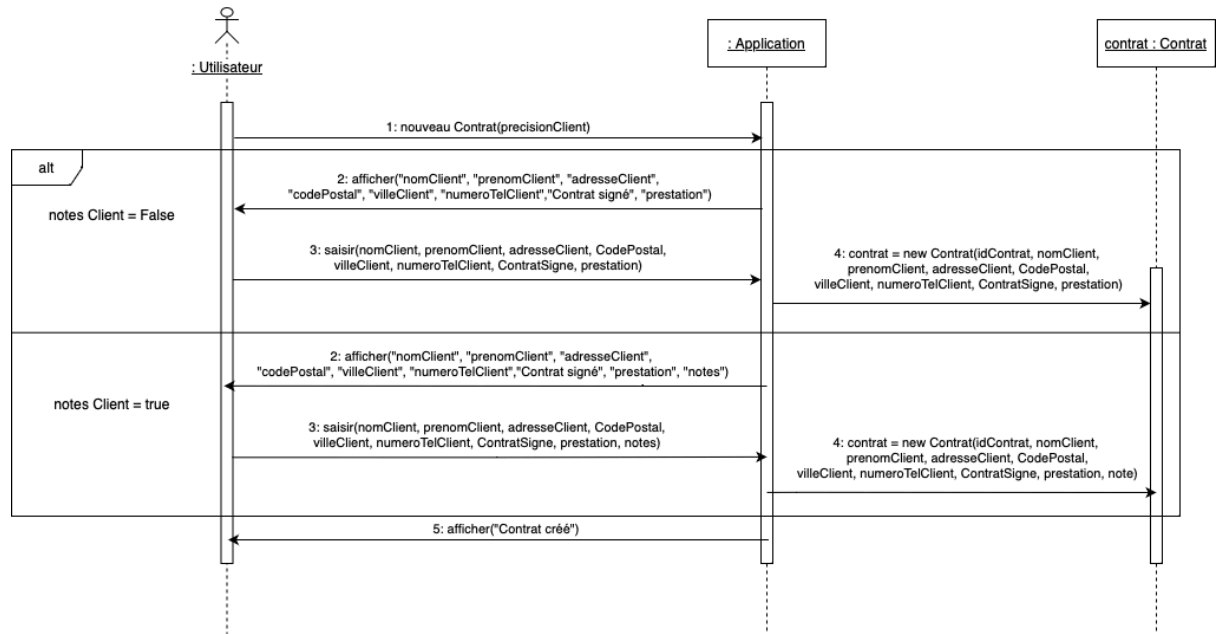 : Utilisateur
: Application
contrat : Contrat
1: nouveau Contrat(precisionClient)
alt
notes Client = False
2: afficher("nomClient", "prenomClient", "adresseClient",
"codePostal", "villeClient", "numeroTelClient","Contrat signé", "prestation")
3: saisir(nomClient, prenomClient, adresseClient, CodePostal,
villeClient, numeroTelClient, ContratSigne, prestation)
4: contrat = new Contrat(idContrat, nomClient,
prenomClient, adresseClient, CodePostal,
villeClient, numeroTelClient, ContratSigne, prestation)
notes Client = true
2: afficher("nomClient", "prenomClient", "adresseClient",
"codePostal", "villeClient", "numeroTelClient","Contrat signé", "prestation", "notes")
3: saisir(nomClient, prenomClient, adresseClient, CodePostal,
villeClient, numeroTelClient, ContratSigne, prestation, notes)
4: contrat = new Contrat(idContrat, nomClient,
prenomClient, adresseClient, CodePostal,
villeClient, numeroTelClient, ContratSigne, prestation, note)
5: afficher("Contrat créé")